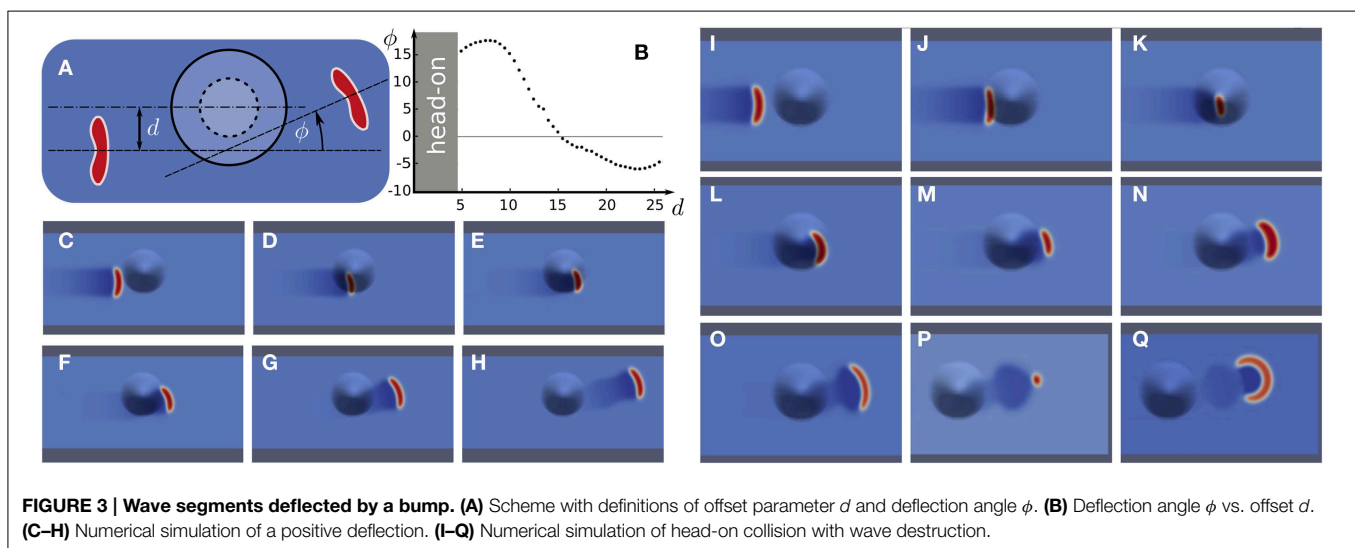 A
d
ϕ
B
ϕ
15
10
5
0
-5
-10
head-on
5 10 15 20 25 d
C D E
F G H
I J K
L M N
O P Q
FIGURE 3 | Wave segments deflected by a bump. (A) Scheme with definitions of offset parameter d and deflection angle ϕ. (B) Deflection angle ϕ vs. offset d.
(C–H) Numerical simulation of a positive deflection. (I–Q) Numerical simulation of head-on collision with wave destruction.